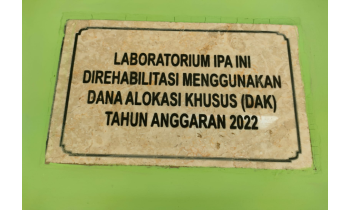 LABORATORIUM IPA INI
DIREHABILITASI MENGGUNAKAN
DANA ALOKASI KHUSUS (DAK)
TAHUN ANGGARAN 2022